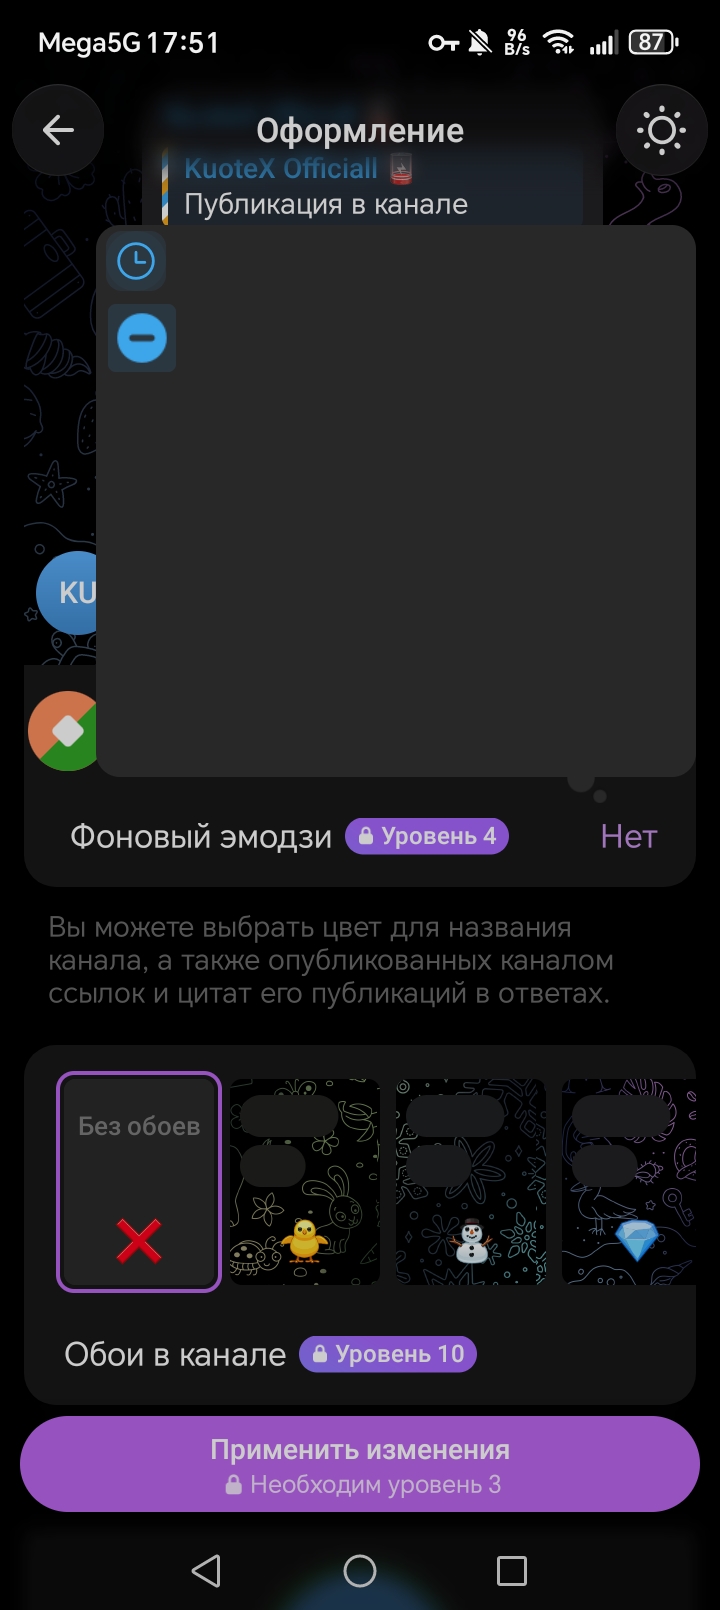 Mega5G 17:51
96 B/s
87
Оформление
KuoteX Officiall
Публикация в канале
KU
Фоновый эмодзи Уровень 4 Нет
Вы можете выбрать цвет для названия
канала, а также опубликованных каналом
ссылок и цитат его публикаций в ответах.
Без обоев
Обои в канале Уровень 10
Применить изменения
Необходим уровень 3